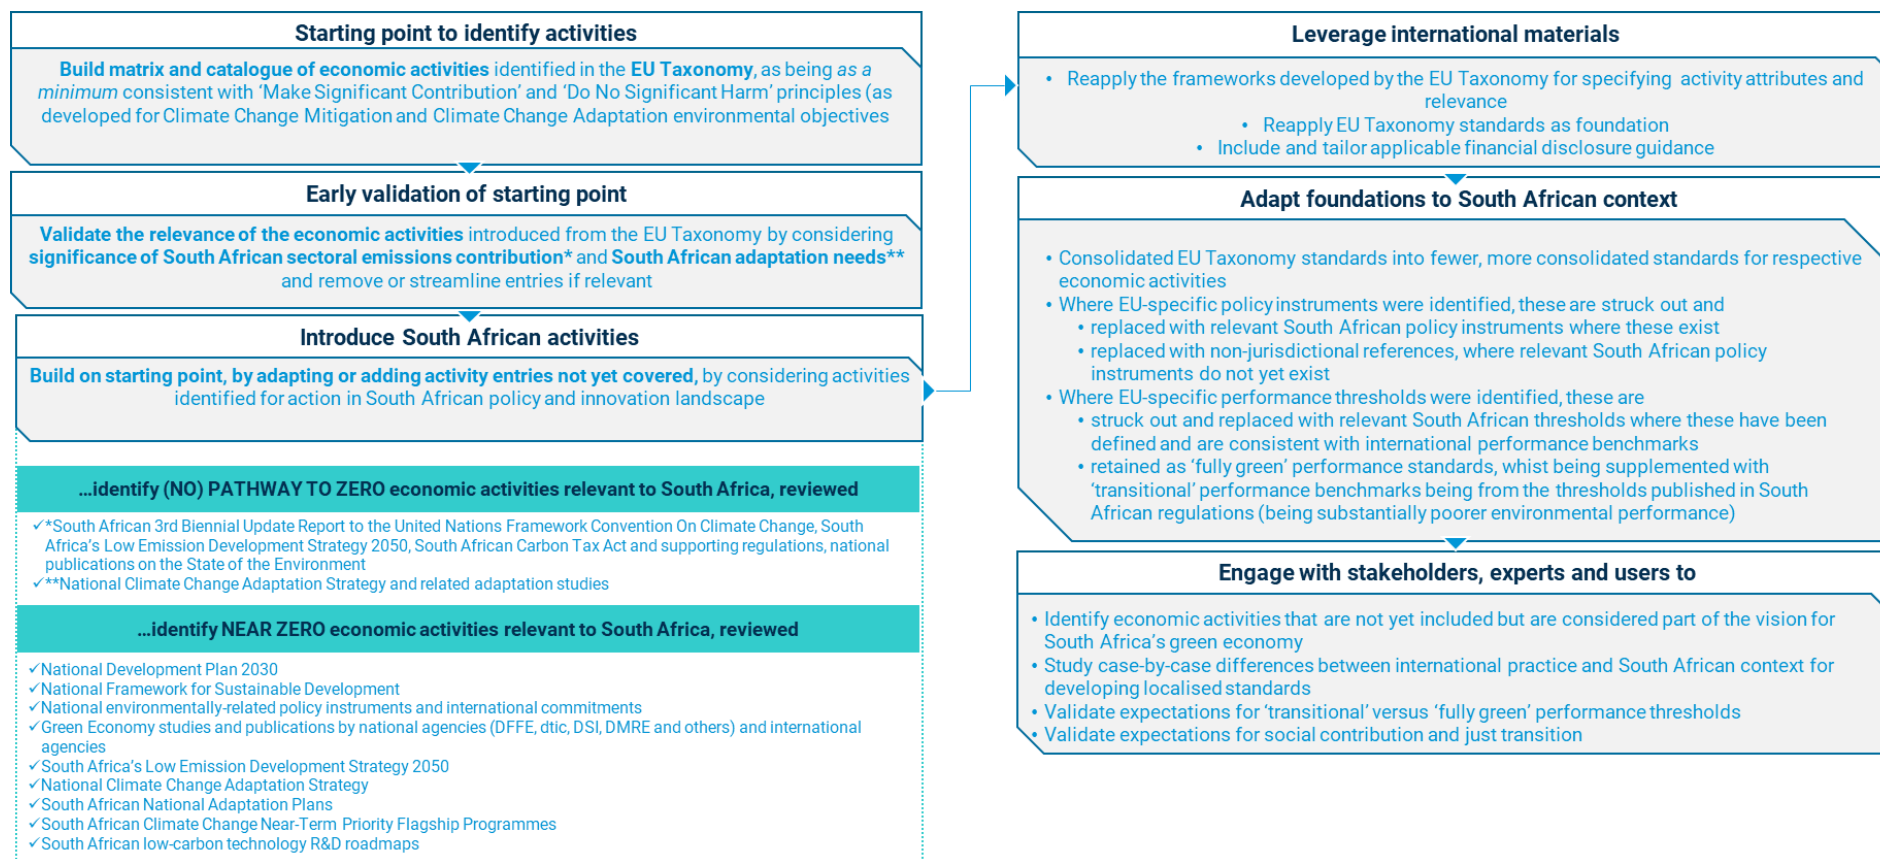 Starting point to identify activities
Build matrix and catalogue of economic activities identified in the EU Taxonomy, as being as a
minimum consistent with ‘Make Significant Contribution’ and ‘Do No Significant Harm’ principles (as
developed for Climate Change Mitigation and Climate Change Adaptation environmental objectives
Early validation of starting point
Validate the relevance of the economic activities introduced from the EU Taxonomy by considering
significance of South African sectoral emissions contribution* and South African adaptation needs**
and remove or streamline entries if relevant
Introduce South African activities
Build on starting point, by adapting or adding activity entries not yet covered, by considering activities
identified for action in South African policy and innovation landscape
...identify (NO) PATHWAY TO ZERO economic activities relevant to South Africa, reviewed
✓*South African 3rd Biennial Update Report to the United Nations Framework Convention On Climate Change, South
Africa’s Low Emission Development Strategy 2050, South African Carbon Tax Act and supporting regulations, national
publications on the State of the Environment
✓**National Climate Change Adaptation Strategy and related adaptation studies
...identify NEAR ZERO economic activities relevant to South Africa, reviewed
✓National Development Plan 2030
✓National Framework for Sustainable Development
✓National environmentally-related policy instruments and international commitments
✓Green Economy studies and publications by national agencies (DFFE, dtic, DSI, DMRE and others) and international
agencies
✓South Africa’s Low Emission Development Strategy 2050
✓National Climate Change Adaptation Strategy
✓South African National Adaptation Plans
✓South African Climate Change Near-Term Priority Flagship Programmes
✓South African low-carbon technology R&D roadmaps
Leverage international materials
• Reapply the frameworks developed by the EU Taxonomy for specifying activity attributes and
relevance
• Reapply EU Taxonomy standards as foundation
• Include and tailor applicable financial disclosure guidance
Adapt foundations to South African context
• Consolidated EU Taxonomy standards into fewer, more consolidated standards for respective
economic activities
• Where EU-specific policy instruments were identified, these are struck out and
• replaced with relevant South African policy instruments where these exist
• replaced with non-jurisdictional references, where relevant South African policy
instruments do not yet exist
• Where EU-specific performance thresholds were identified, these are
• struck out and replaced with relevant South African thresholds where these have been
defined and are consistent with international performance benchmarks
• retained as ‘fully green’ performance standards, whist being supplemented with
‘transitional’ performance benchmarks being from the thresholds published in South
African regulations (being substantially poorer environmental performance)
Engage with stakeholders, experts and users to
• Identify economic activities that are not yet included but are considered part of the vision for
South Africa’s green economy
• Study case-by-case differences between international practice and South African context for
developing localised standards
• Validate expectations for ‘transitional’ versus ‘fully green’ performance thresholds
• Validate expectations for social contribution and just transition